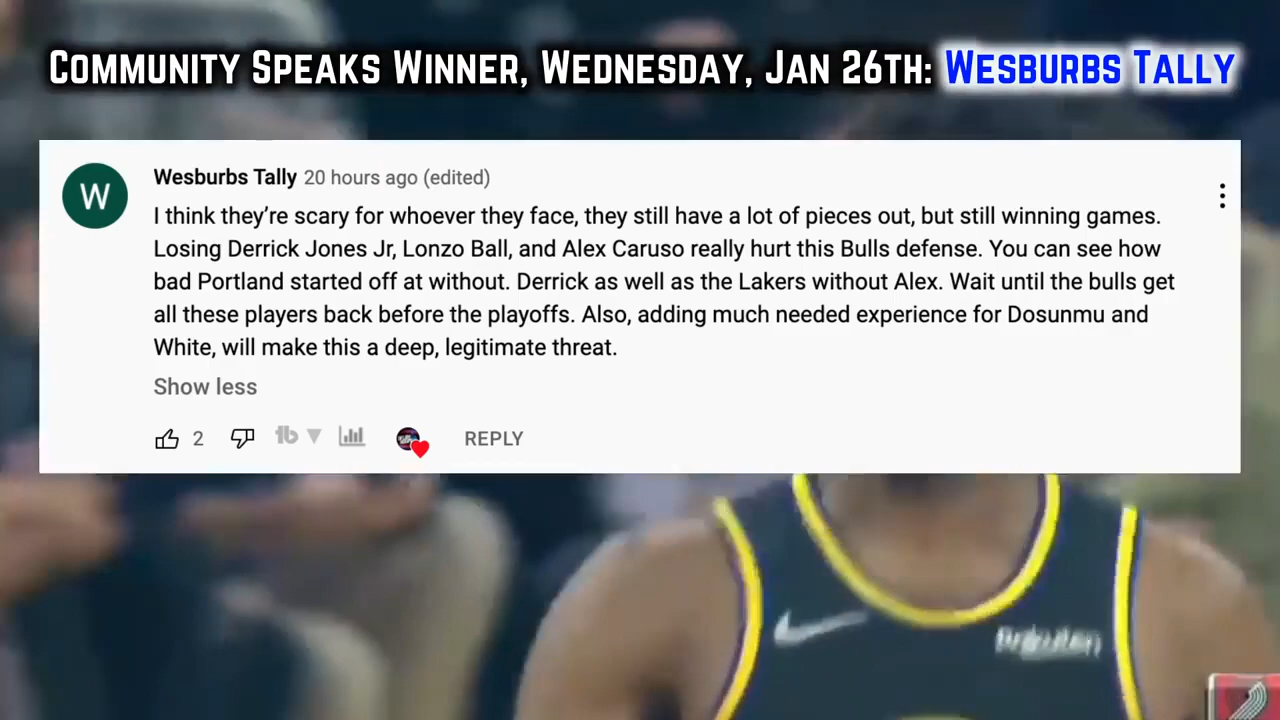 Community Speaks Winner, Wednesday, Jan 26th: Wesburbs Tally
W
Wesburbs Tally 20 hours ago (edited)
I think they're scary for whoever they face, they still have a lot of pieces out, but still winning games.
Losing Derrick Jones Jr, Lonzo Ball, and Alex Caruso really hurt this Bulls defense. You can see how
bad Portland started off at without. Derrick as well as the Lakers without Alex. Wait until the bulls get
all these players back before the playoffs. Also, adding much needed experience for Dosunmu and
White, will make this a deep, legitimate threat.
Show less
2
tb
REPLY
Rakuten